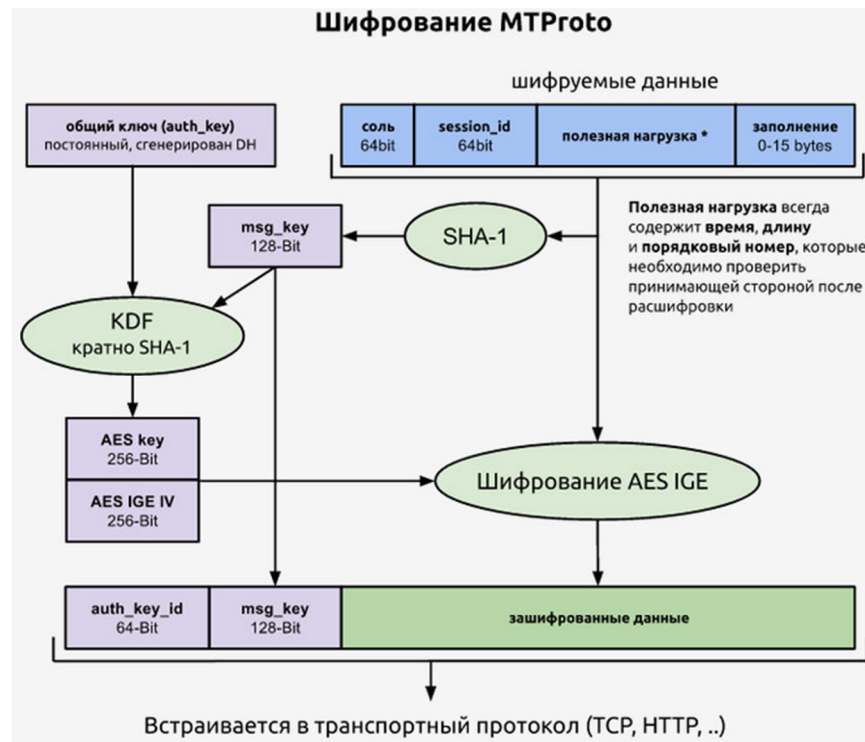 Шифрование MTProto
шифруемые данные
общий ключ (auth_key)
постоянный, сгенерирован DH
соль
64bit
session_id
64bit
полезная нагрузка *
заполнение
0-15 bytes
msg_key
128-Bit
SHA-1
Полезная нагрузка всегда
содержит время, длину
и порядковый номер, которые
необходимо проверить
принимающей стороной после
расшифровки
KDF
кратно SHA-1
AES key
256-Bit
AES IGE IV
256-Bit
Шифрование AES IGE
auth_key_id
64-Bit
msg_key
128-Bit
зашифрованные данные
Встраивается в транспортный протокол (TCP, HTTP, ..)